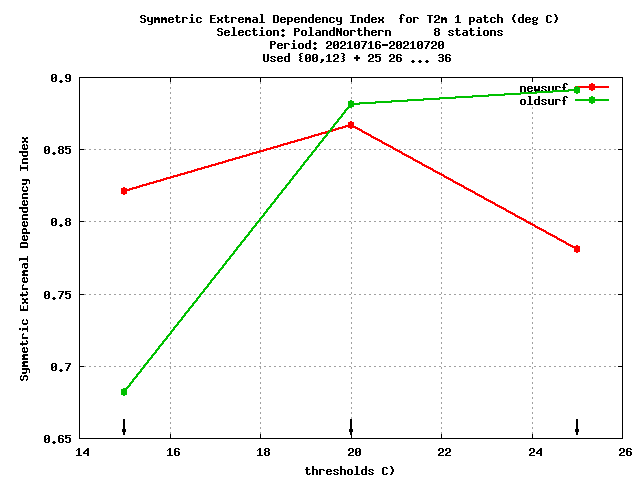 Symmetric Extremal Dependency Index  for T2m 1 patch (deg C)
Selection: PolandNorthern      8 stations
Period: 20210716-20210720
Used {00,12} + 25 26 ... 36
newsurf
oldsurf
0.9
0.85
0.8
0.75
0.7
0.65
Symmetric Extremal Dependency Index
14 16 18 20 22 24 26
thresholds C)